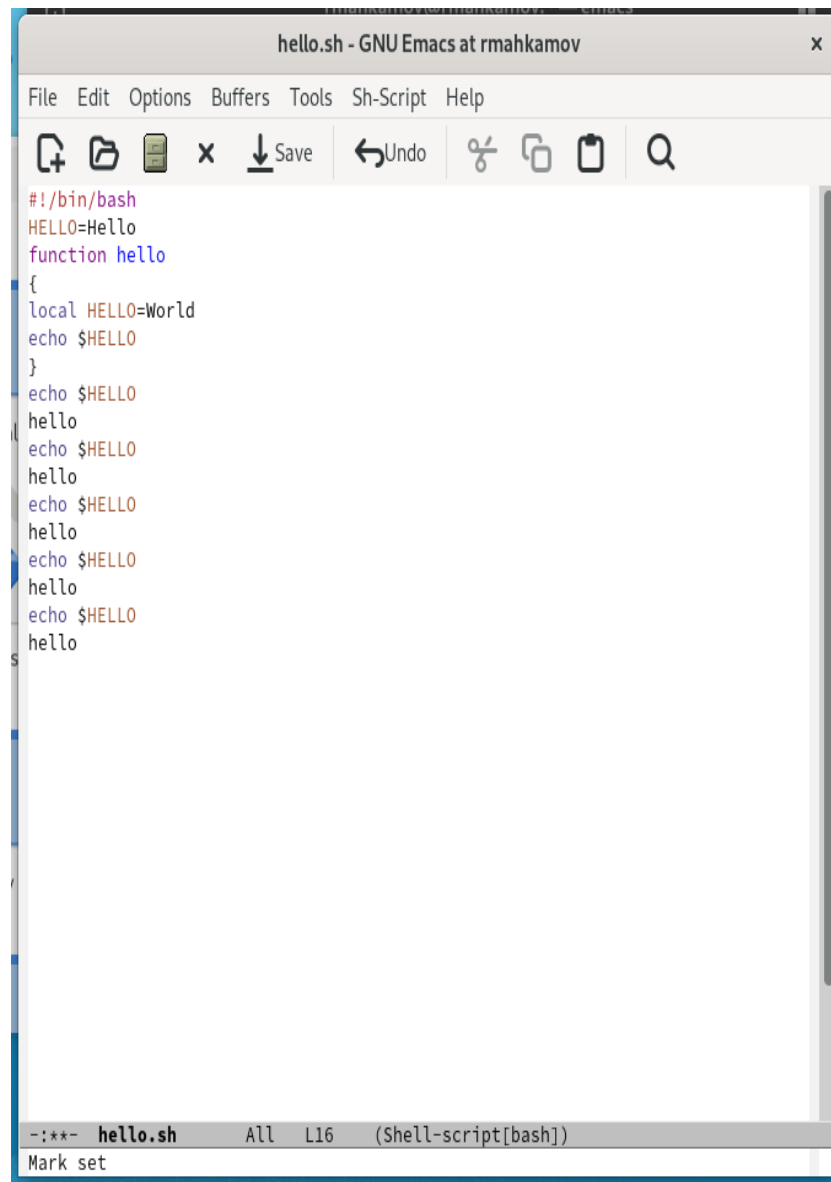 hello.sh - GNU Emacs at rmahkamov
File Edit Options Buffers Tools Sh-Script Help
Save Undo
#!/bin/bash
HELLO=Hello
function hello
{
local HELLO=World
echo $HELLO
}
echo $HELLO
hello
echo $HELLO
hello
echo $HELLO
hello
echo $HELLO
hello
echo $HELLO
hello
-:**- hello.sh All L16 (Shell-script[bash])
Mark set